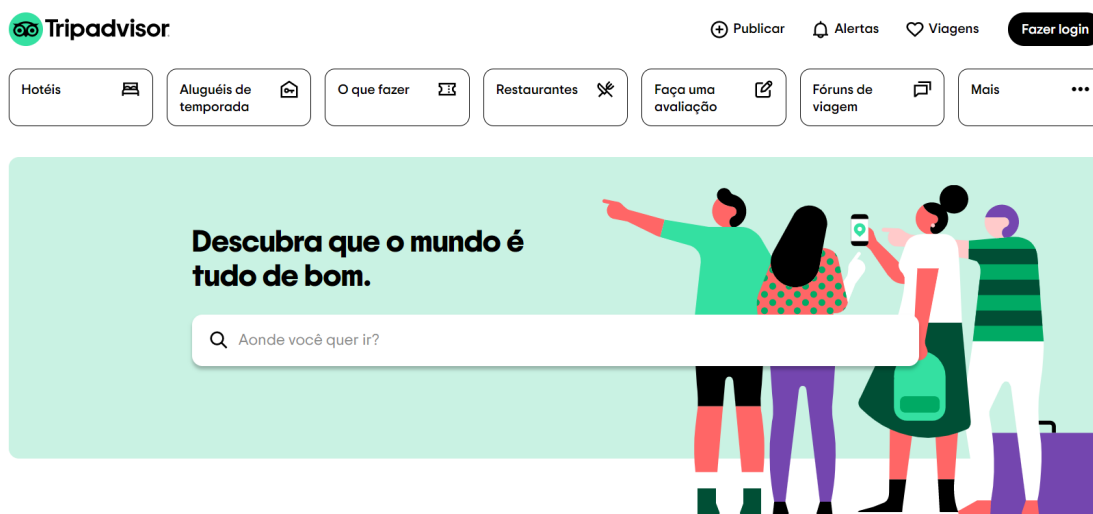 Tripadvisor
Publicar
Alertas
Viagens
Fazer login
Hotéis
Aluguéis de
temporada
O que fazer
Restaurantes
Faça uma
avaliação
Fóruns de
viagem
Mais
Descubra que o mundo é
tudo de bom.
Aonde você quer ir?